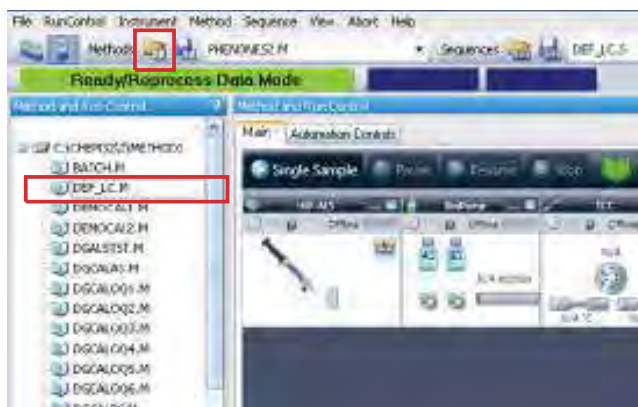 File RunControl Instrument Method Sequence View Abort Help
Methods PHENONES2.M Sequences DEF_LC.S
Ready/Reprocess Data Mode
Method and Run Control Method and Run Control
Main Automation Controls
Single Sample Pause Resume Stop
BATCH.M
DEF_LC.M
DEMOCAL1.M
DEMOCAL2.M
DGALSTST.M
DGCALAS.M
DGCALOQ1.M
DGCALOQ2.M
DGCALOQ3.M
DGCALOQ4.M
DGCALOQ5.M
DGCALOQ6.M